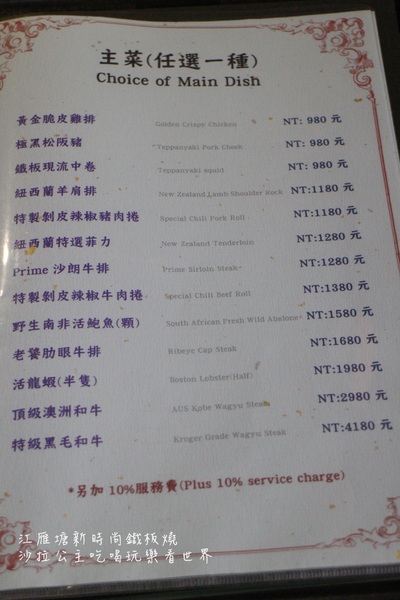 主菜(任選一種)
Choice of Main Dish
黃金脆皮雞排 Golden Crispy Chicken NT: 980 元
極黑松阪豬 Teppanyaki Pork Cheek NT: 980 元
鐵板現流中卷 Teppanyaki squid NT: 980 元
紐西蘭羊肩排 New Zealand Lamb Shoulder Rack NT:1180 元
特製剝皮辣椒豬肉捲 Special Chili Pork Roll NT:1180 元
紐西蘭特選菲力 New Zealand Tenderloin NT:1280 元
Prime 沙朗牛排 Prime Sirloin Steak NT:1280 元
特製剝皮辣椒牛肉捲 Special Chili Beef Roll NT:1380 元
野生南非活鮑魚(顆) South African Fresh Wild Abalone NT:1580 元
老饕肋眼牛排 Ribeye Cap Steak NT:1680 元
活龍蝦(半隻) Boston Lobster(Half) NT:1980 元
頂級澳洲和牛 AUS Kobe Wagyu Steak NT:2980 元
特級黑毛和牛 Kroger Grade Wagyu Steak NT:4180 元
*另加 10%服務費(Plus 10% service charge)
江雁塘新時尚鐵板燒
沙拉公主吃喝玩樂看世界